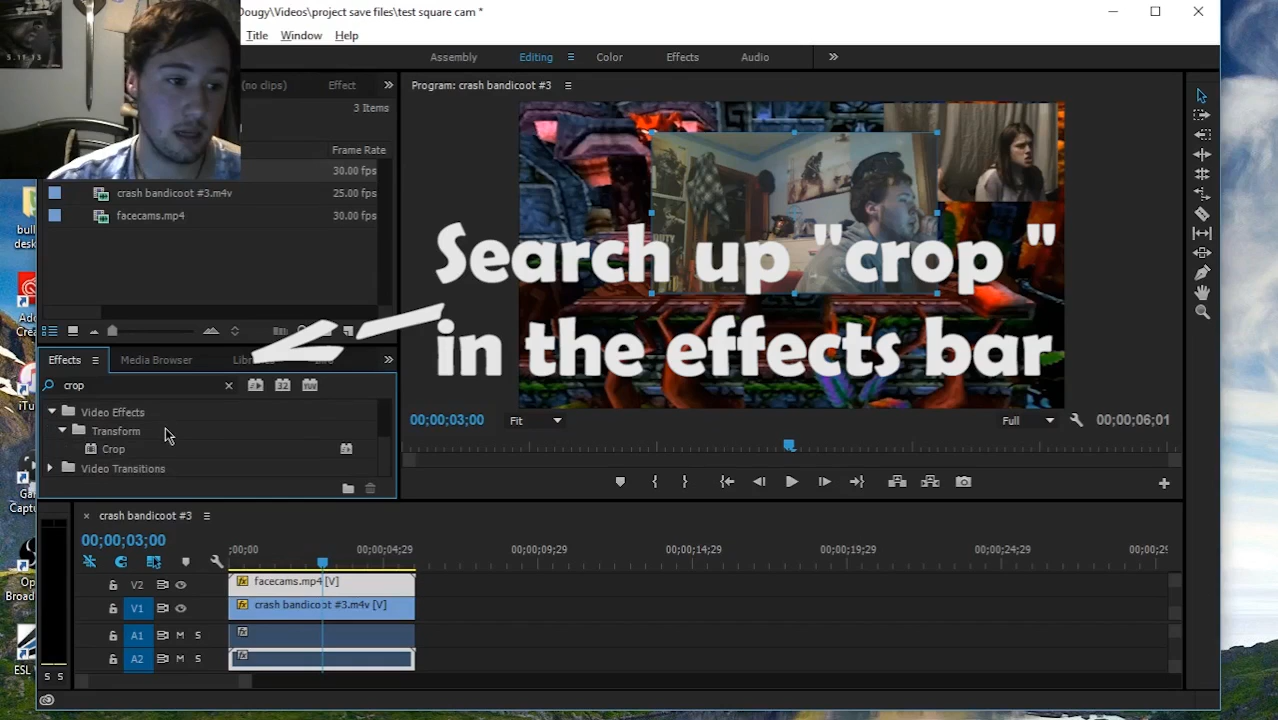 5.11.13
Dougy\Videos\project save files\test square cam *
Title Window Help
Assembly Editing Color Effects Audio
(no clips) Effect
Program: crash bandicoot #3
3 Items
Frame Rate
30.00 fps
crash bandicoot #3.m4v 25.00 fps
facecams.mp4 30.00 fps
Search up "crop "
in the effects bar
Effects Media Browser
crop
Video Effects
Transform
Crop
Video Transitions
00;00;03;00 Fit Full 00;00;06;01
crash bandicoot #3
00;00;03;00
;00;00 00;00;04;29 00;00;09;29 00;00;14;29 00;00;19;29 00;00;24;29 00;00;29
V2 facecams.mp4 [V]
V1 crash bandicoot #3.m4v [V]
A1 M S
A2 M S
S S